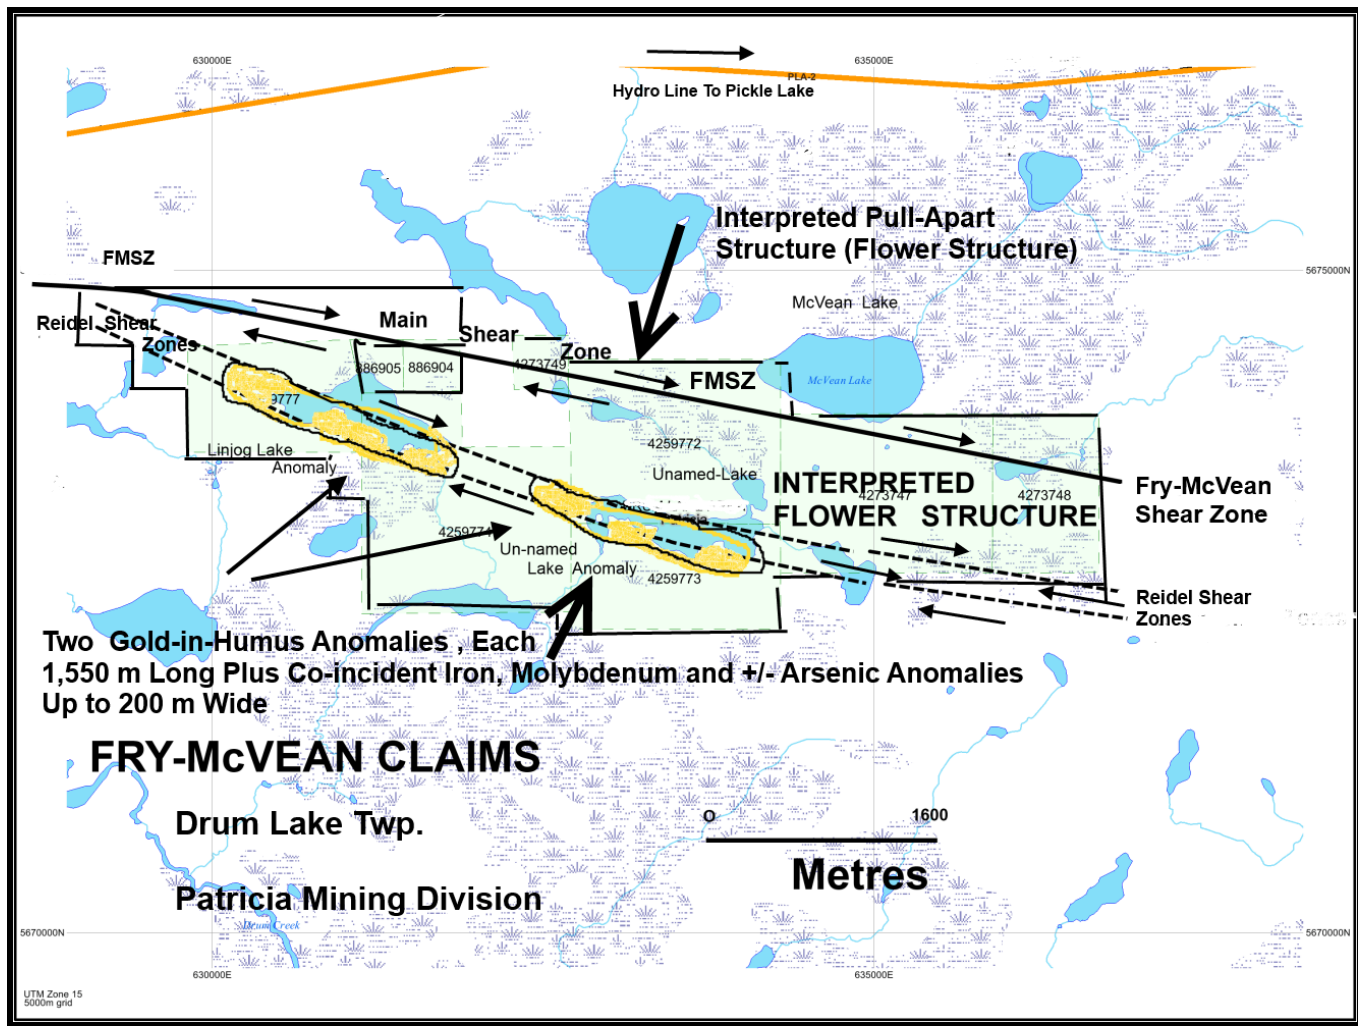 630000E
635000E
PLA-2
Hydro Line To Pickle Lake
Interpreted Pull-Apart
Structure (Flower Structure)
FMSZ
5675000N
McVean Lake
Reidel Shear
Zones
Main
Shear
Zone
886905
886904
4273749
FMSZ
McVean Lake
9777
4259772
Linjog Lake
Anomaly
Unamed-Lake
INTERPRETED
FLOWER STRUCTURE
4273747
4273748
Fry-McVean
Shear Zone
4259774
Un-named
Lake Anomaly
4259773
Reidel Shear
Zones
Two Gold-in-Humus Anomalies , Each
1,550 m Long Plus Co-incident Iron, Molybdenum and +/- Arsenic Anomalies
Up to 200 m Wide
FRY-McVEAN CLAIMS
Drum Lake Twp.
O
1600
Metres
Patricia Mining Division
Creek
5670000N
5670000N
630000E
635000E
UTM Zone 15
5000m grid